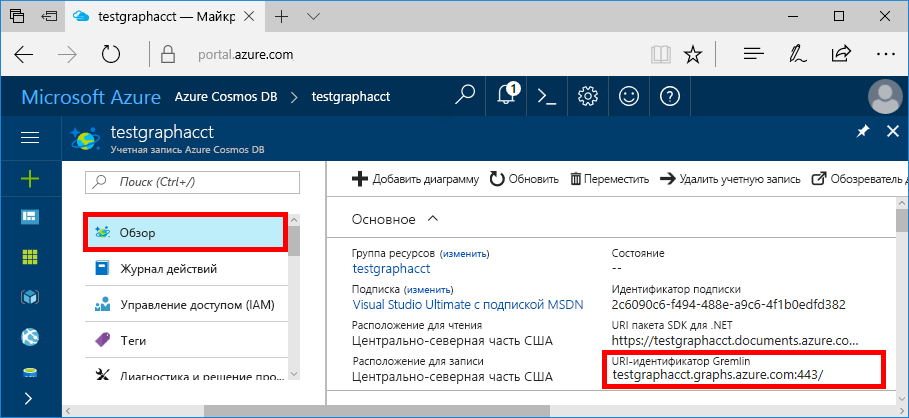 testgraphacct — Майкр
portal.azure.com
Microsoft Azure Azure Cosmos DB testgraphacct 1
testgraphacct
Учетная запись Azure Cosmos DB
Поиск (Ctrl+/)
Добавить диаграмму Обновить Переместить Удалить учетную запись Обозреватель д
Основное
Обзор
Журнал действий
Управление доступом (IAM)
Теги
Диагностика и решение про...
Группа ресурсов (изменить)
testgraphacct
Состояние
--
Подписка (изменить)
Visual Studio Ultimate с подпиской MSDN
Идентификатор подписки
2c6090c6-f494-488e-a9c6-4f1b0edfd382
Расположение для чтения
Центрально-северная часть США
URI пакета SDK для .NET
https://testgraphacct.documents.azure.co...
Расположение для записи
Центрально-северная часть США
URI-идентификатор Gremlin
testgraphacct.graphs.azure.com:443/